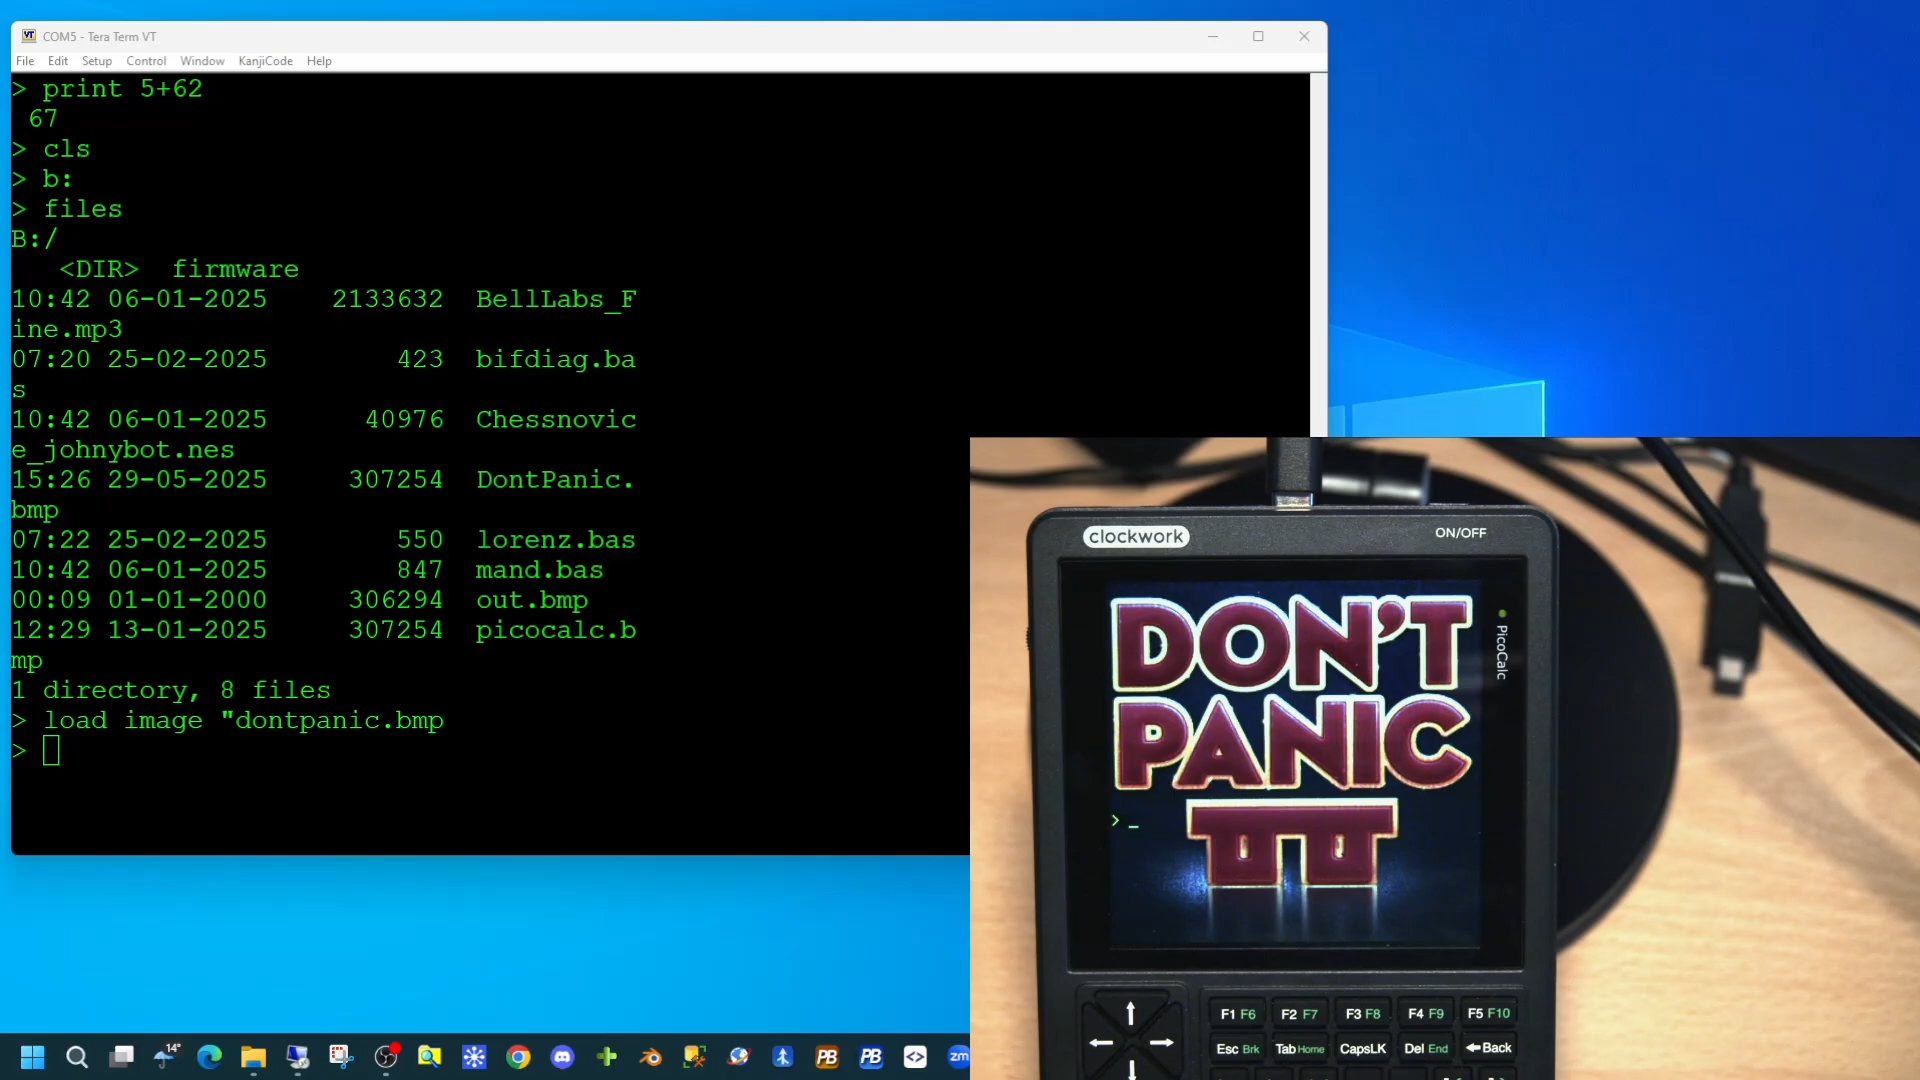 COM5 - Tera Term VT
File Edit Setup Control Window KanjiCode Help
> print 5+62
67
> cls
> b:
> files
B:/
<DIR> firmware
10:42 06-01-2025 2133632 BellLabs_F
ine.mp3
07:20 25-02-2025 423 bifdiag.ba
s
10:42 06-01-2025 40976 Chessnovic
e_johnybot.nes
15:26 29-05-2025 307254 DontPanic.
bmp
07:22 25-02-2025 550 lorenz.bas
10:42 06-01-2025 847 mand.bas
00:09 01-01-2000 306294 out.bmp
12:29 13-01-2025 307254 picocalc.b
mp
1 directory, 8 files
> load image "dontpanic.bmp
>
clockwork
ON/OFF
PicoCalc
DON'T
PANIC
> _
F1 F6 F2 F7 F3 F8 F4 F9 F5 F10
Esc Brk Tab Home CapsLK Del End Back
14°
PB PB zm